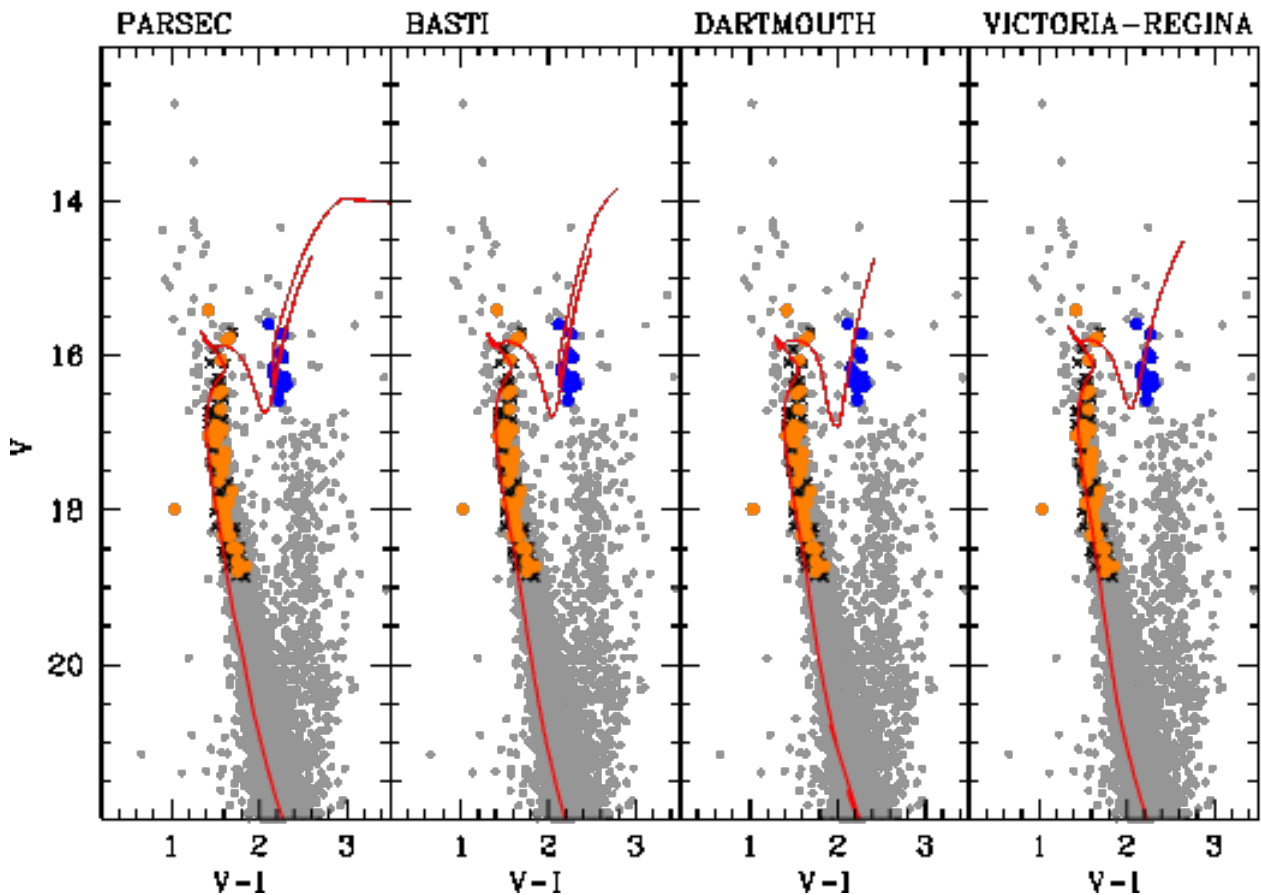 PARSEC BASTI DARTMOUTH VICTORIA-REGINA
14
16
18
20
V
1 2 3 1 2 3 1 2 3 1 2 3
V-I V-I V-I V-I